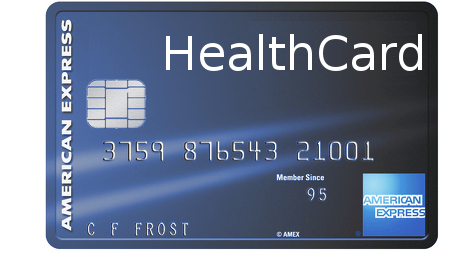 AMERICAN EXPRESS
HealthCard
3759 876543 21001
Member Since
95
AMERICAN
EXPRESS
C F FROST
© AMEX